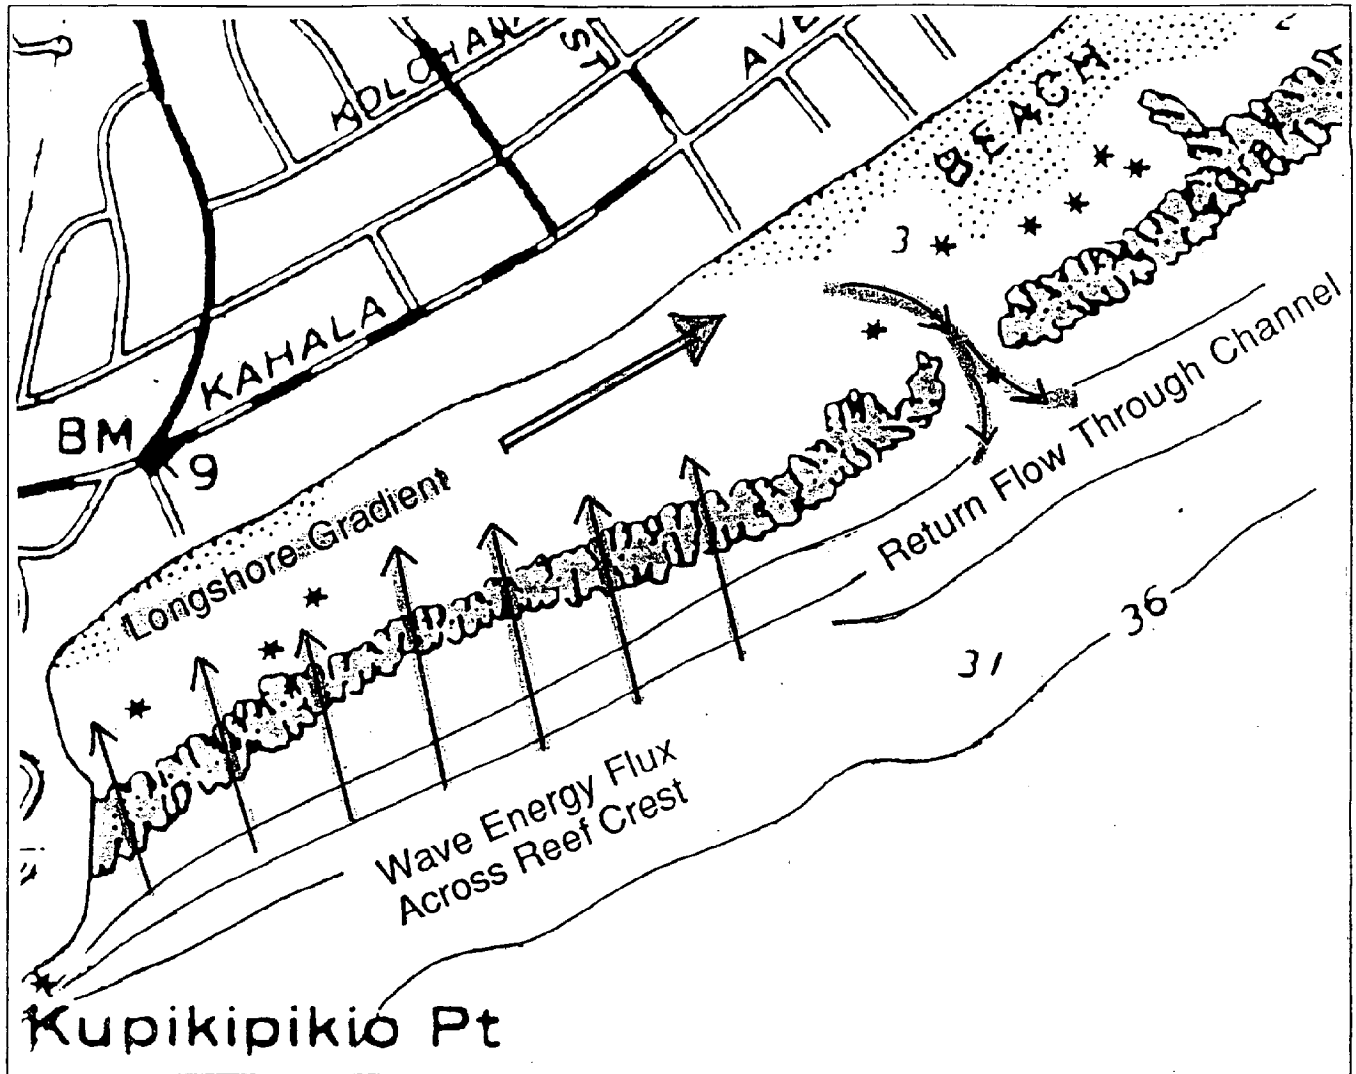 ST
AVE
BEACH
3
KAHALA
BM
9
Longshore Gradient
Return Flow Through Channel
36
31
Wave Energy Flux
Across Reef Crest
Kupikipikio Pt